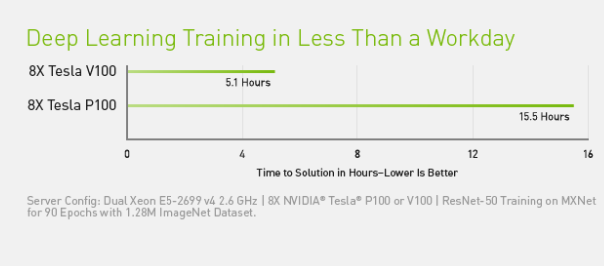 Deep Learning Training in Less Than a Workday
8X Tesla V100
5.1 Hours
8X Tesla P100
15.5 Hours
0 4 8 12 16
Time to Solution in Hours–Lower Is Better
Server Config: Dual Xeon E5-2699 v4 2.6 GHz | 8X NVIDIA® Tesla® P100 or V100 | ResNet-50 Training on MXNet
for 90 Epochs with 1.28M ImageNet Dataset.